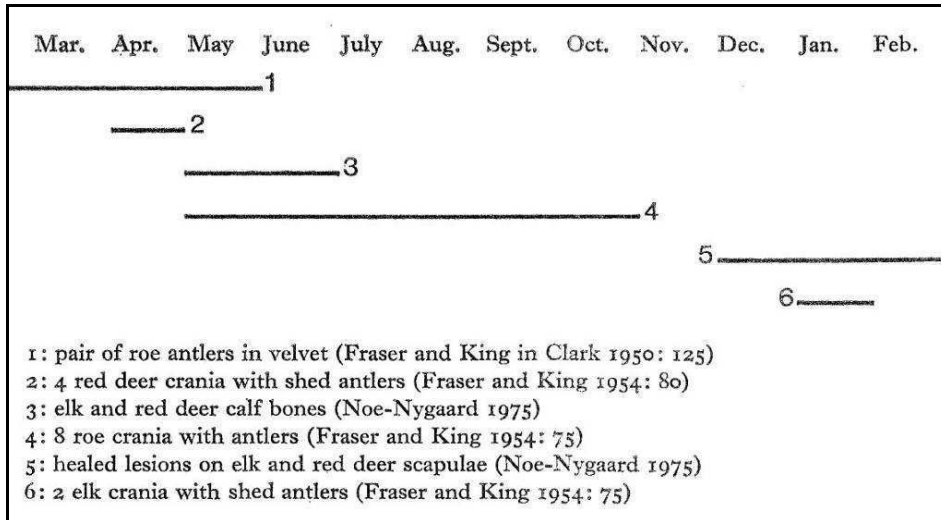 Mar. Apr. May June July Aug. Sept. Oct. Nov. Dec. Jan. Feb.
1
2
3
4
5
6
1: pair of roe antlers in velvet (Fraser and King in Clark 1950: 125)
2: 4 red deer crania with shed antlers (Fraser and King 1954: 80)
3: elk and red deer calf bones (Noe-Nygaard 1975)
4: 8 roe crania with antlers (Fraser and King 1954: 75)
5: healed lesions on elk and red deer scapulae (Noe-Nygaard 1975)
6: 2 elk crania with shed antlers (Fraser and King 1954: 75)